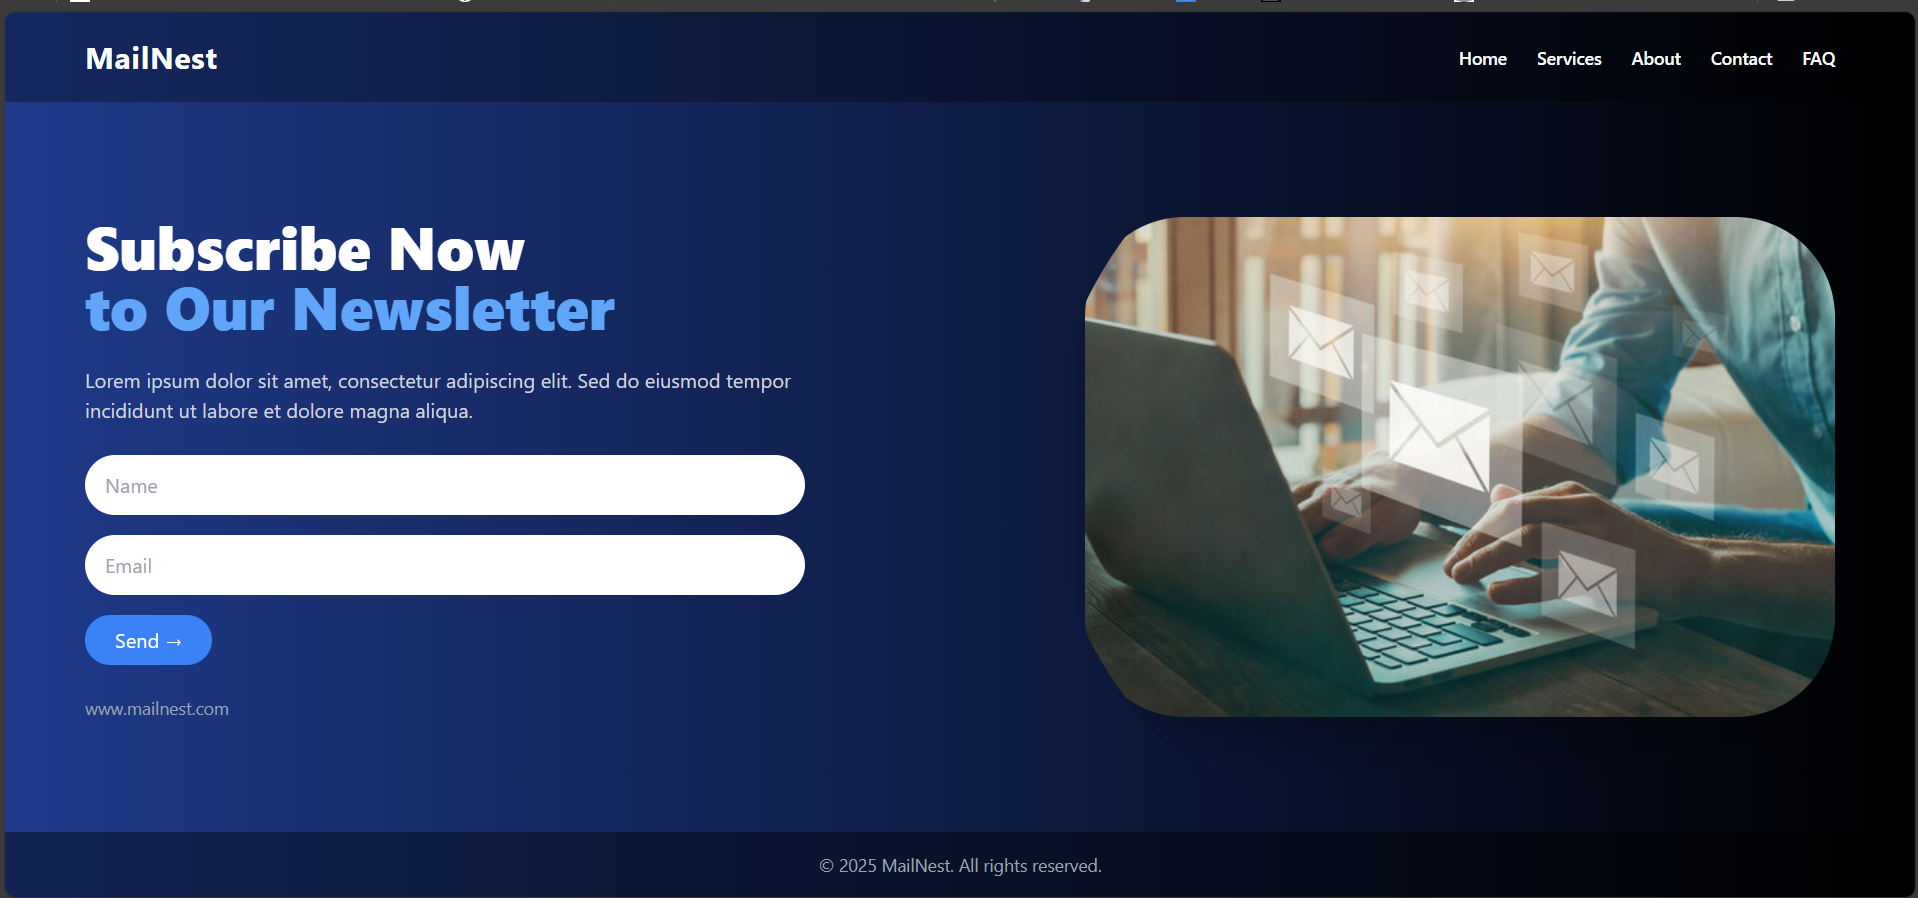 MailNest
Home Services About Contact FAQ
Subscribe Now
to Our Newsletter
Lorem ipsum dolor sit amet, consectetur adipiscing elit. Sed do eiusmod tempor
incididunt ut labore et dolore magna aliqua.
Name
Email
Send →
www.mailnest.com
© 2025 MailNest. All rights reserved.